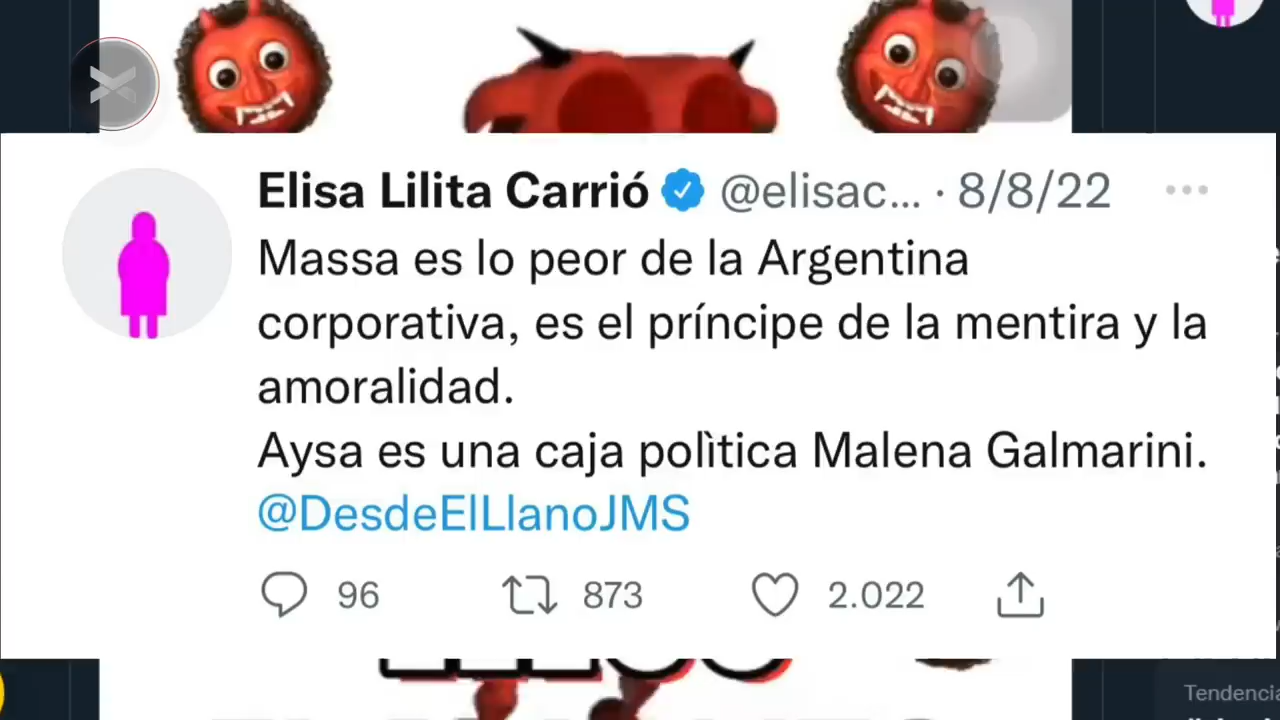 Elisa Lilita Carrió @elisac... · 8/8/22
Massa es lo peor de la Argentina
corporativa, es el príncipe de la mentira y la
amoralidad.
Aysa es una caja polìtica Malena Galmarini.
@DesdeElLlanoJMS
96 873 2.022
Tendencia